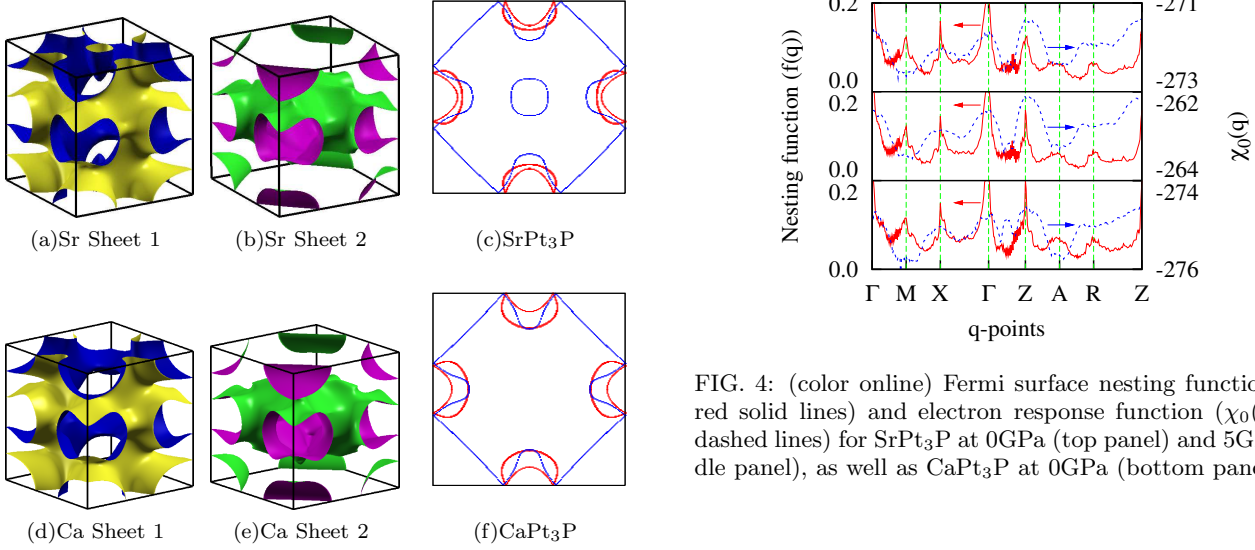 (a)Sr Sheet 1
(b)Sr Sheet 2
(c)SrPt₃P
(d)Ca Sheet 1
(e)Ca Sheet 2
(f)CaPt₃P
Nesting function (f(q))
0.2
0.0
0.2
0.0
0.2
0.0
-271
-273
-262
-264
-274
-276
χ₀(q)
Γ M X Γ Z A R Z
q-points
FIG. 4: (color online) Fermi surface nesting functio
red solid lines) and electron response function (χ₀(
dashed lines) for SrPt₃P at 0GPa (top panel) and 5G
dle panel), as well as CaPt₃P at 0GPa (bottom pane